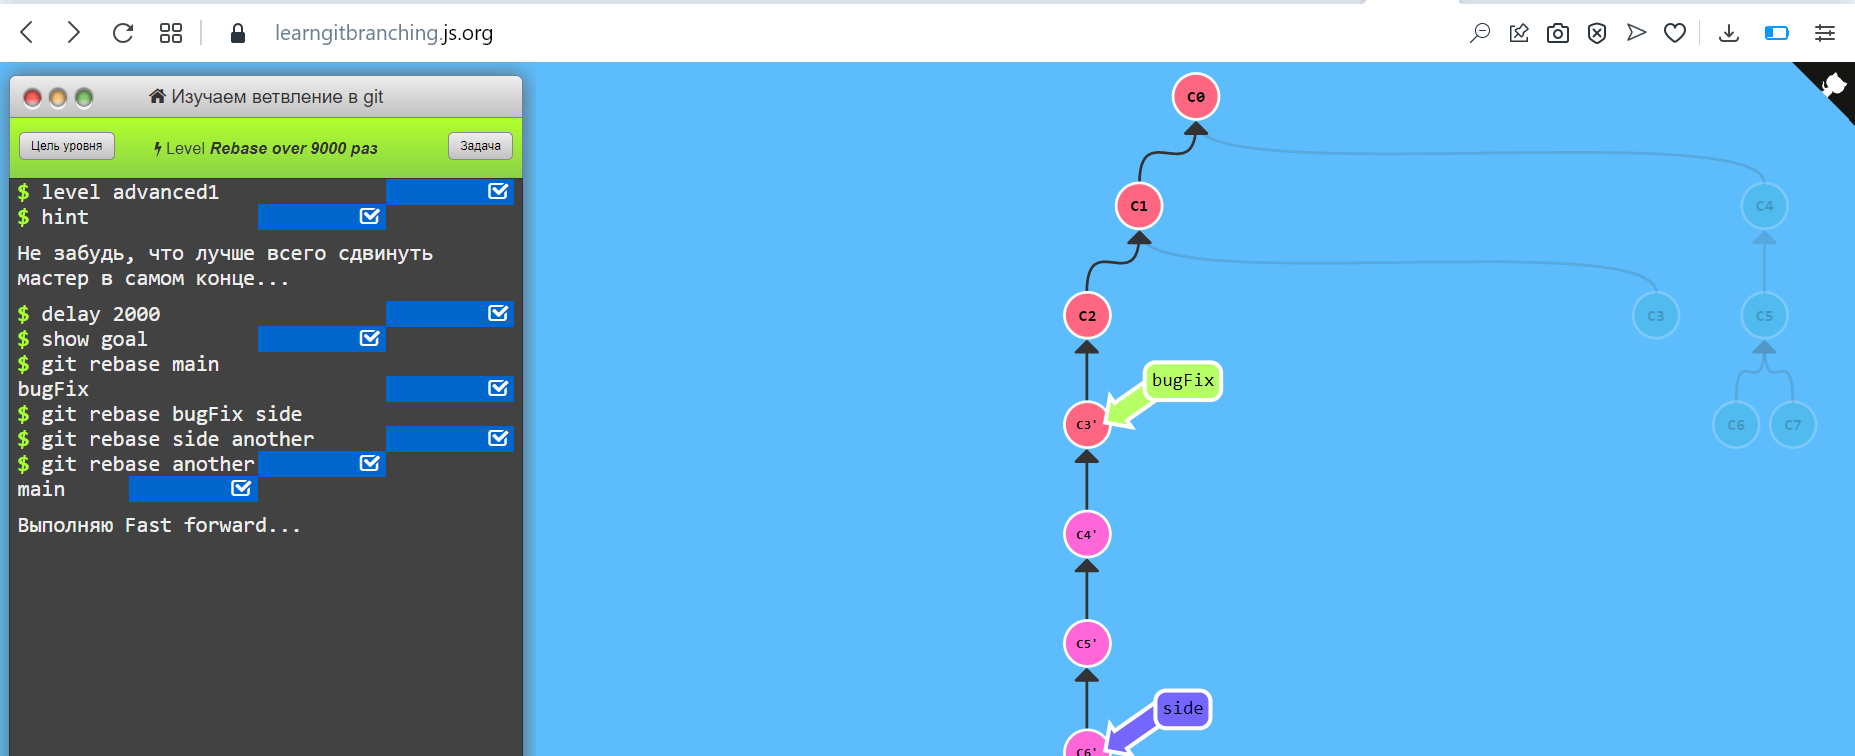 learngitbranching.js.org
Изучаем ветвление в git
Цель уровня
Level Rebase over 9000 раз
Задача
$ level advanced1
$ hint
Не забудь, что лучше всего сдвинуть
мастер в самом конце...
$ delay 2000
$ show goal
$ git rebase main
bugFix
$ git rebase bugFix side
$ git rebase side another
$ git rebase another
main
Выполняю Fast forward...
C0
C1
C4
C2
C3
C5
bugFix
C3'
C6
C7
C4'
C5'
side
C6'